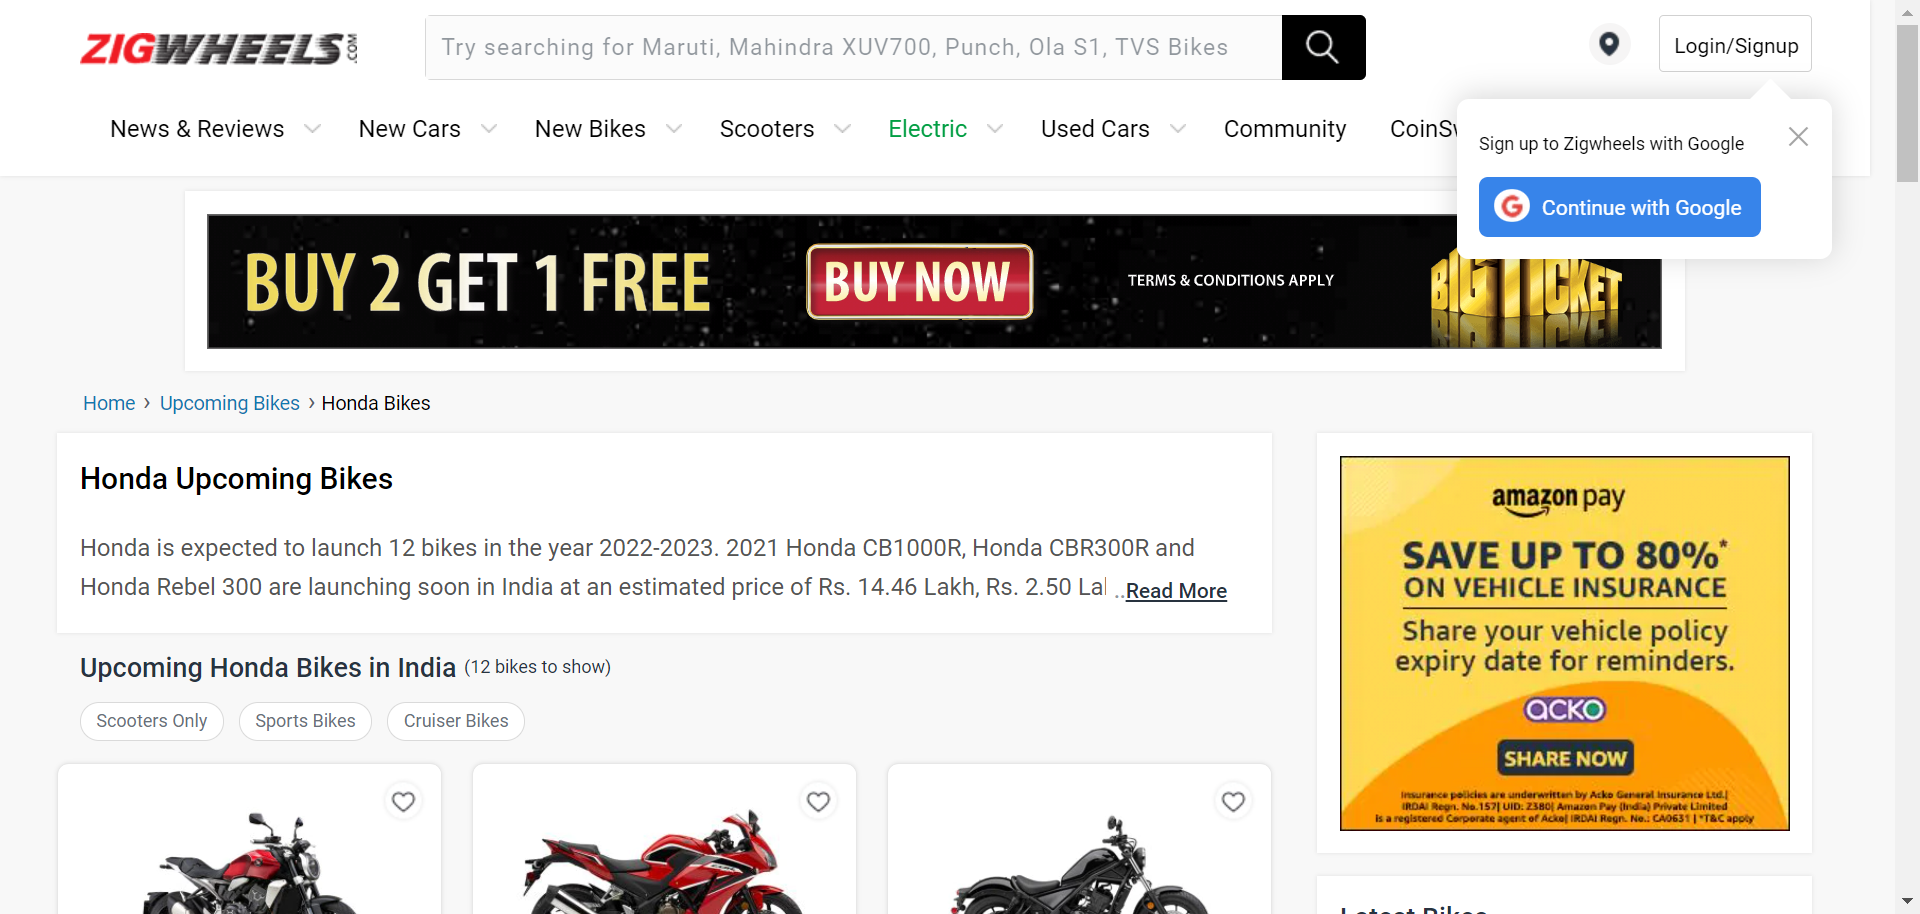 ZIGWHEELS.COM
Try searching for Maruti, Mahindra XUV700, Punch, Ola S1, TVS Bikes
Login/Signup
News & Reviews
New Cars
New Bikes
Scooters
Electric
Used Cars
Community
Sign up to Zigwheels with Google
Continue with Google
BUY 2 GET 1 FREE
BUY NOW
TERMS & CONDITIONS APPLY
BIG TICKET
Home › Upcoming Bikes › Honda Bikes
Honda Upcoming Bikes
Honda is expected to launch 12 bikes in the year 2022-2023. 2021 Honda CB1000R, Honda CBR300R and
Honda Rebel 300 are launching soon in India at an estimated price of Rs. 14.46 Lakh, Rs. 2.50 ..Read More
Upcoming Honda Bikes in India (12 bikes to show)
Scooters Only
Sports Bikes
Cruiser Bikes
amazon pay
SAVE UP TO 80%*
ON VEHICLE INSURANCE
Share your vehicle policy
expiry date for reminders.
acko
SHARE NOW
Insurance policies are underwritten by Acko General Insurance Ltd.|
IRDAI Regn. No.157| UID: 2380| Amazon Pay (India) Private Limited
is a registered Corporate agent of Acko| IRDAI Regn. No.: CA0631 | *T&C apply
Latest Bikes